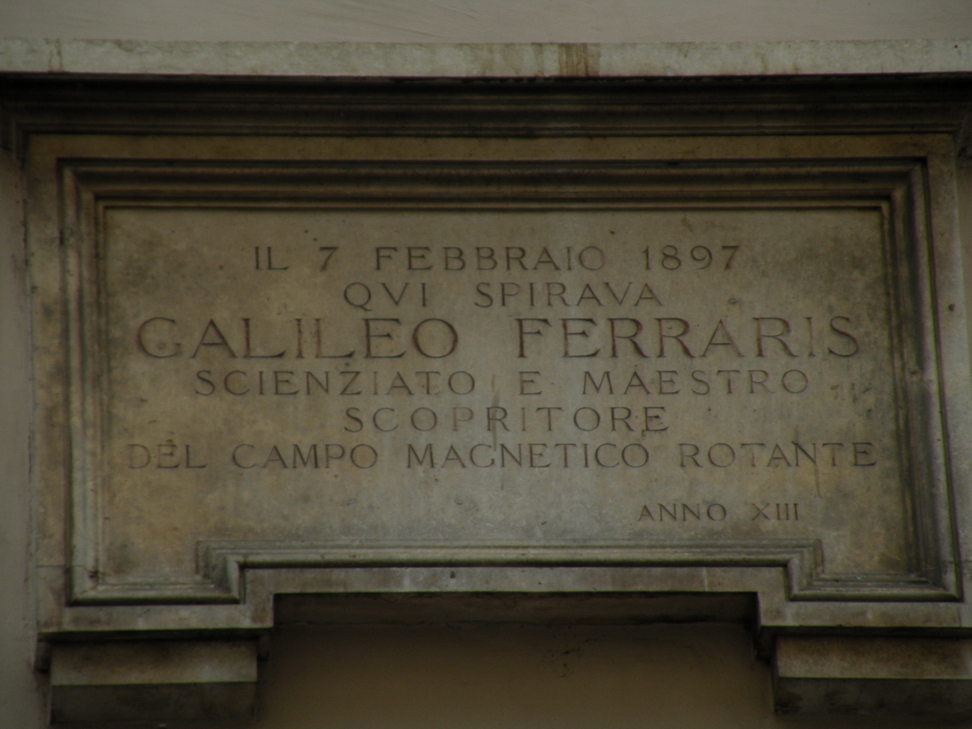 IL 7 FEBBRAIO 1897
QVI SPIRAVA
GALILEO FERRARIS
SCIENZIATO E MAESTRO
SCOPRITORE
DEL CAMPO MAGNETICO ROTANTE
ANNO XIII